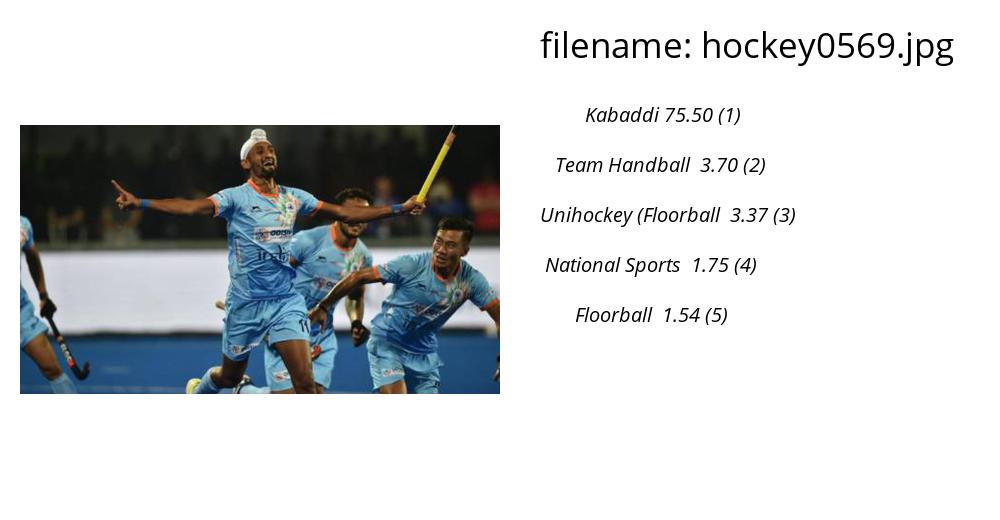 filename: hockey0569.jpg
Kabaddi 75.50 (1)
Team Handball 3.70 (2)
Unihockey (Floorball 3.37 (3)
National Sports 1.75 (4)
Floorball 1.54 (5)
ODISHA